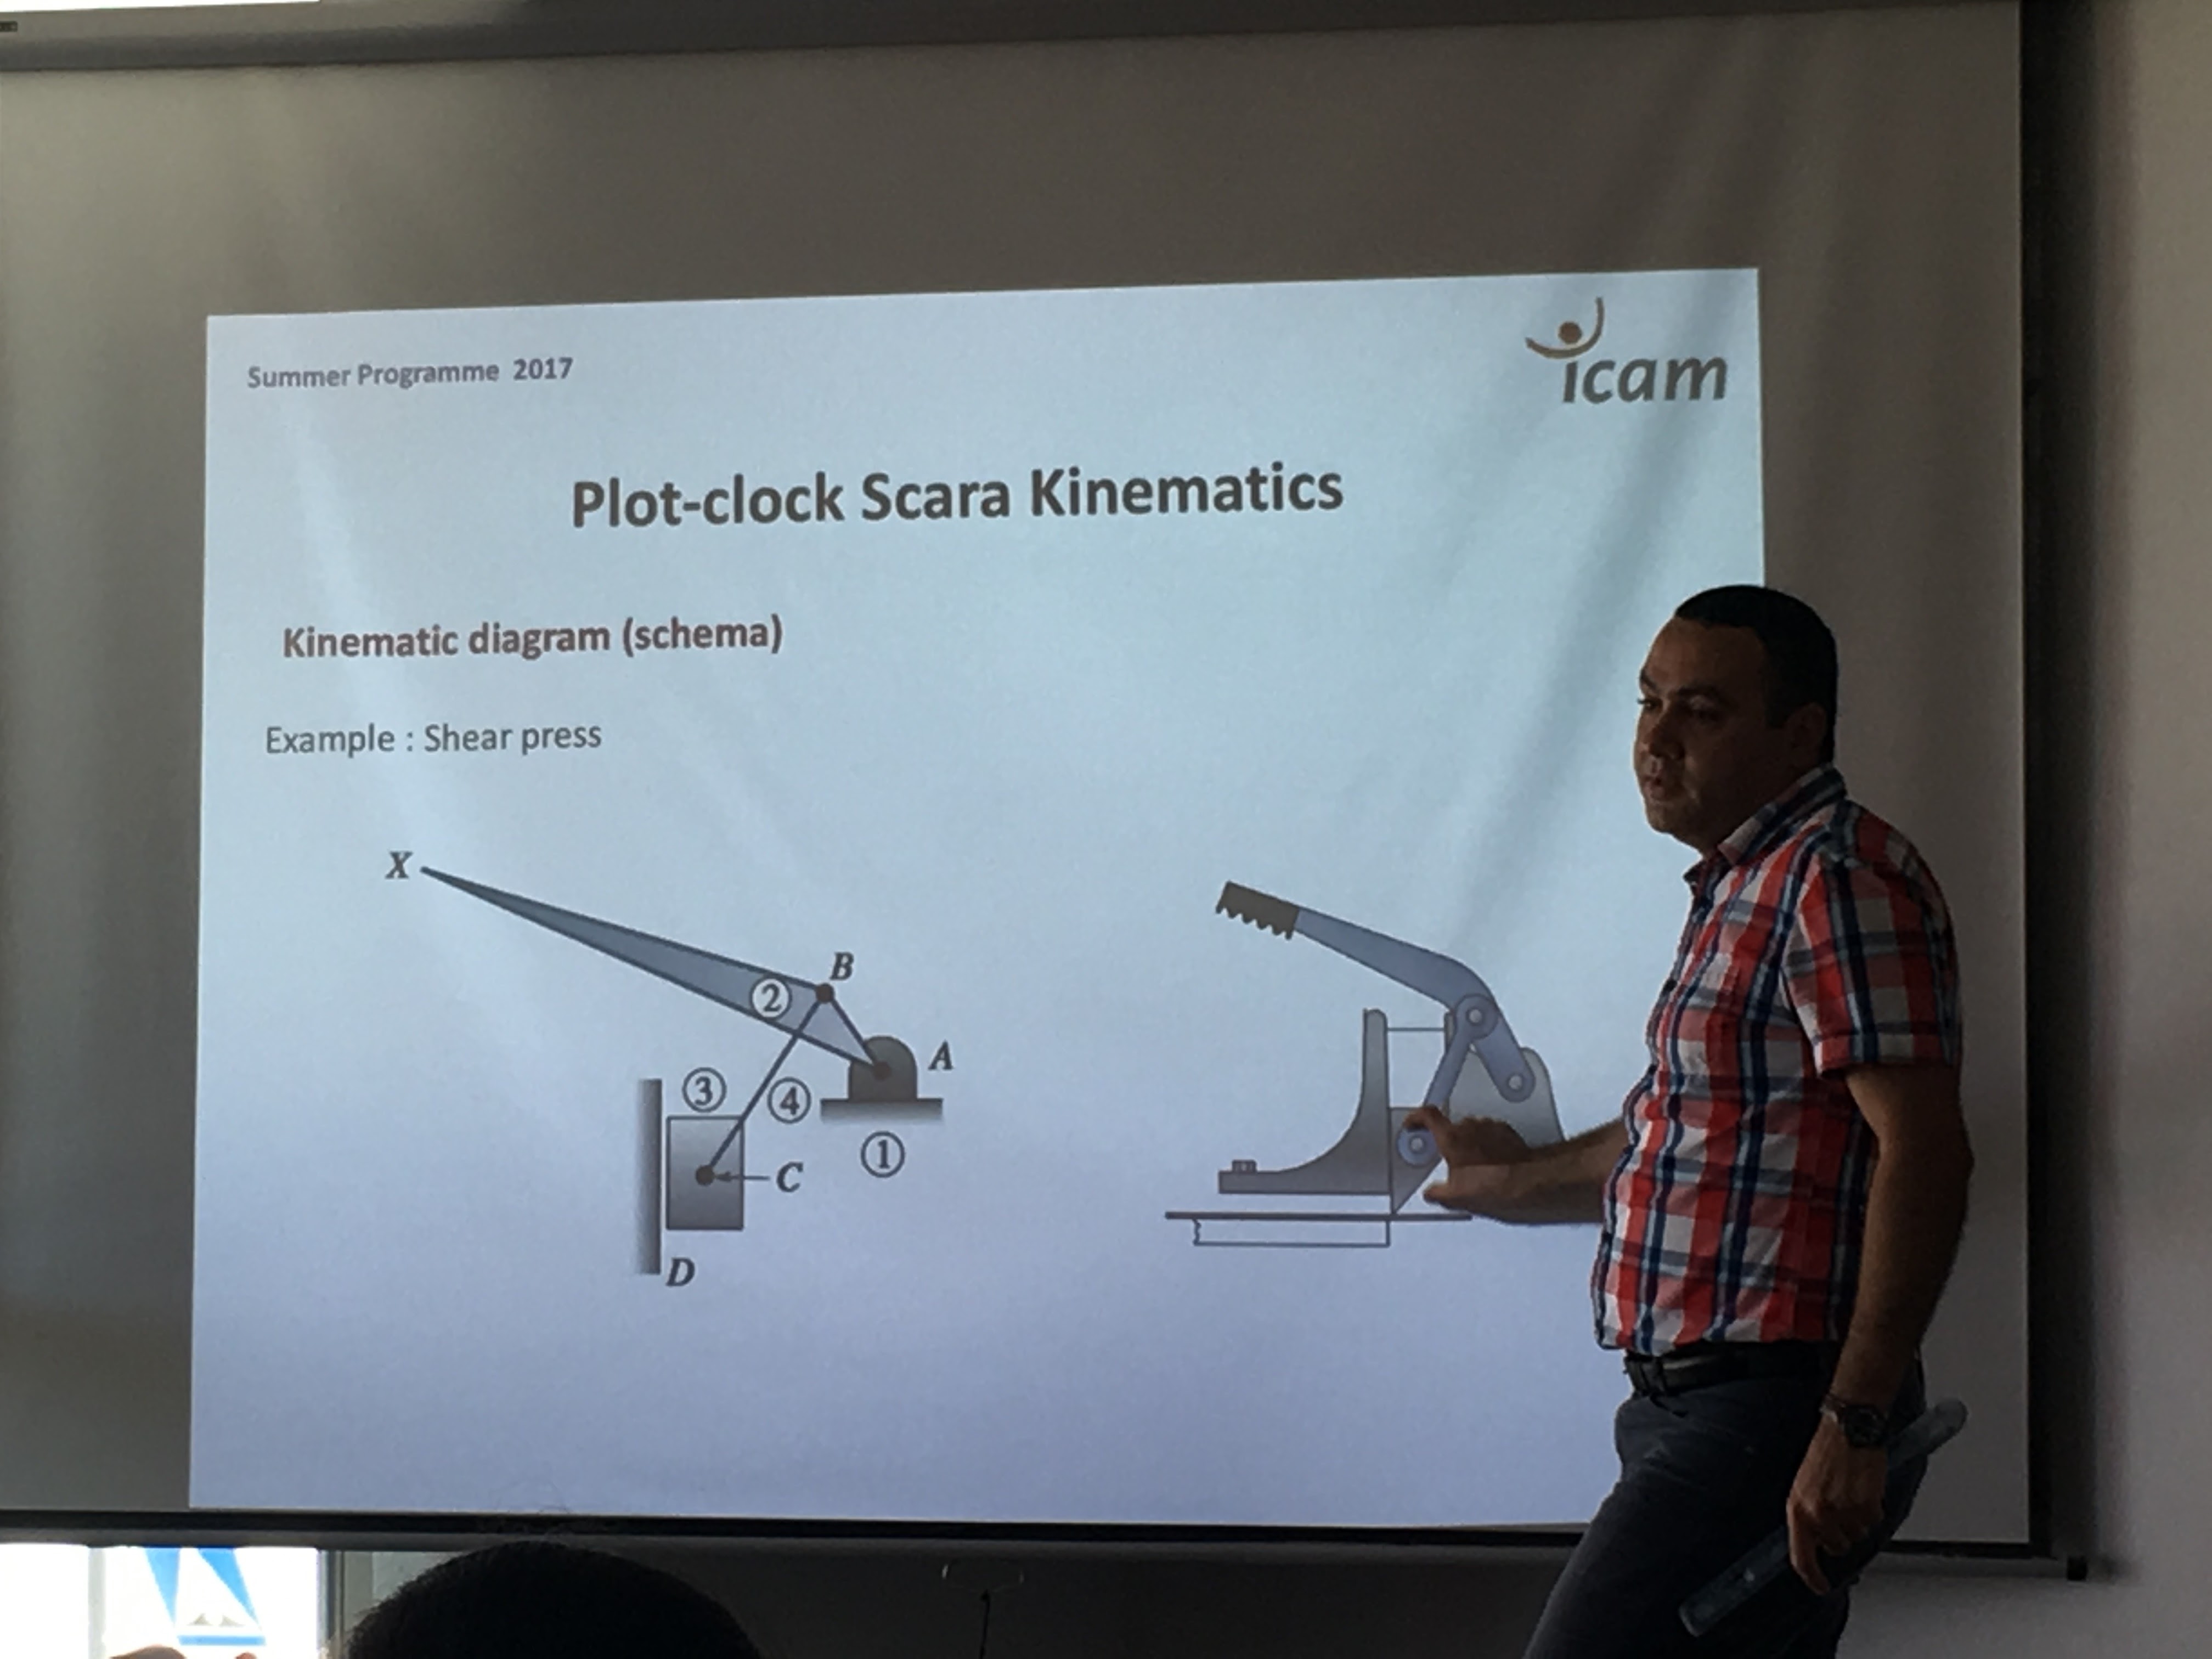 Summer Programme 2017
icam
Plot-clock Scara Kinematics
Kinematic diagram (schema)
Example : Shear press
X
B
2
A
3
4
1
C
D